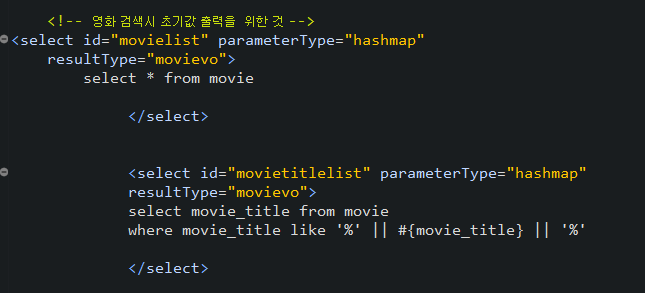 <!-- 영화 검색시 초기값 출력을 위한 것 -->
<select id="movielist" parameterType="hashmap"
resultType="movievo">
select * from movie
</select>
<select id="movietitlelist" parameterType="hashmap"
resultType="movievo">
select movie_title from movie
where movie_title like '%' || #{movie_title} || '%'
</select>